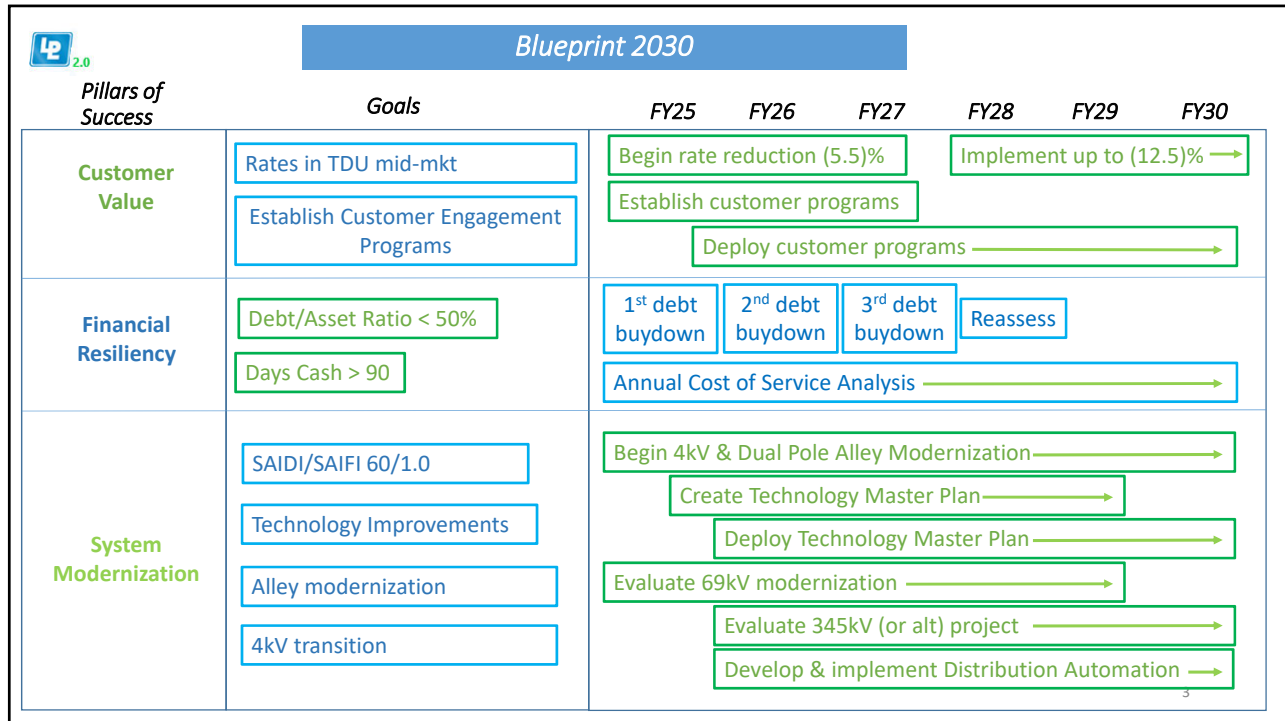 LP 2.0
Blueprint 2030
Pillars of
Success
Goals
FY25
FY26
FY27
FY28
FY29
FY30
Customer
Value
Rates in TDU mid-mkt
Establish Customer Engagement
Programs
Begin rate reduction (5.5)%
Implement up to (12.5)%
Establish customer programs
Deploy customer programs
Financial
Resiliency
Debt/Asset Ratio < 50%
Days Cash > 90
1st debt
buydown
2nd debt
buydown
3rd debt
buydown
Reassess
Annual Cost of Service Analysis
System
Modernization
SAIDI/SAIFI 60/1.0
Technology Improvements
Alley modernization
4kV transition
Begin 4kV & Dual Pole Alley Modernization
Create Technology Master Plan
Deploy Technology Master Plan
Evaluate 69kV modernization
Evaluate 345kV (or alt) project
Develop & implement Distribution Automation
3